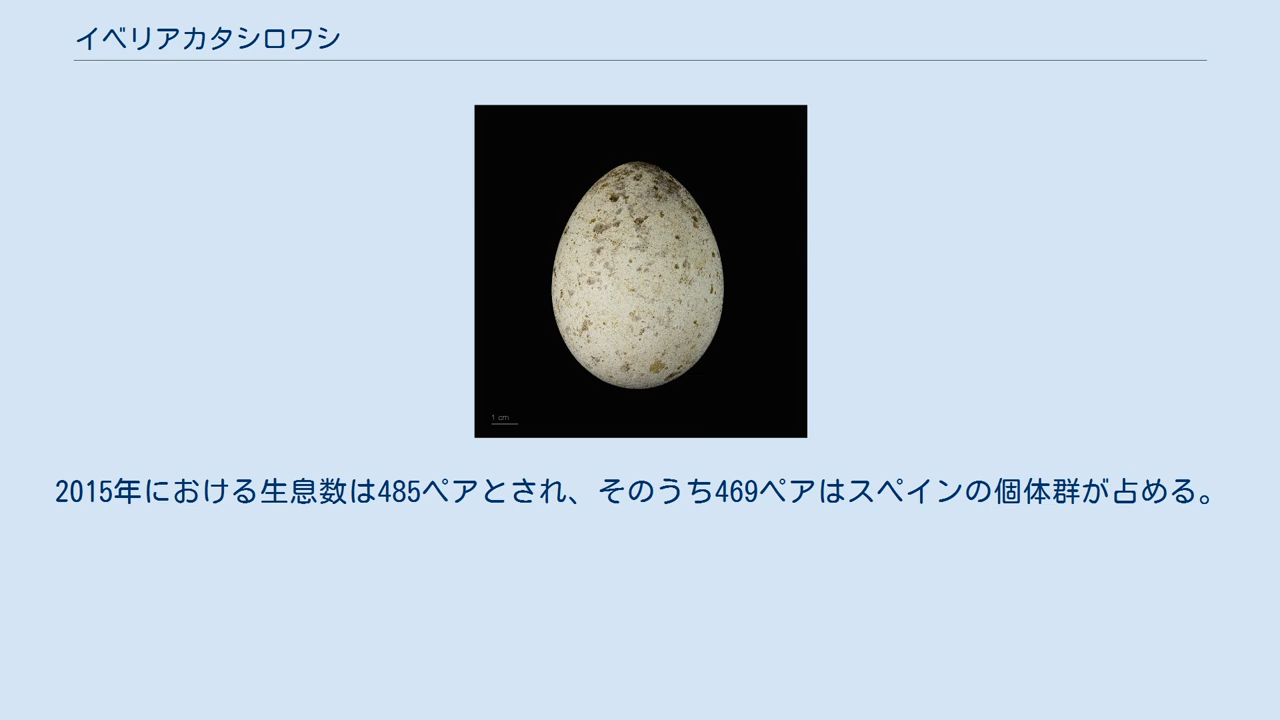 イベリアカタシロワシ
1 cm
2015年における生息数は485ペアとされ、そのうち469ペアはスペインの個体群が占める。